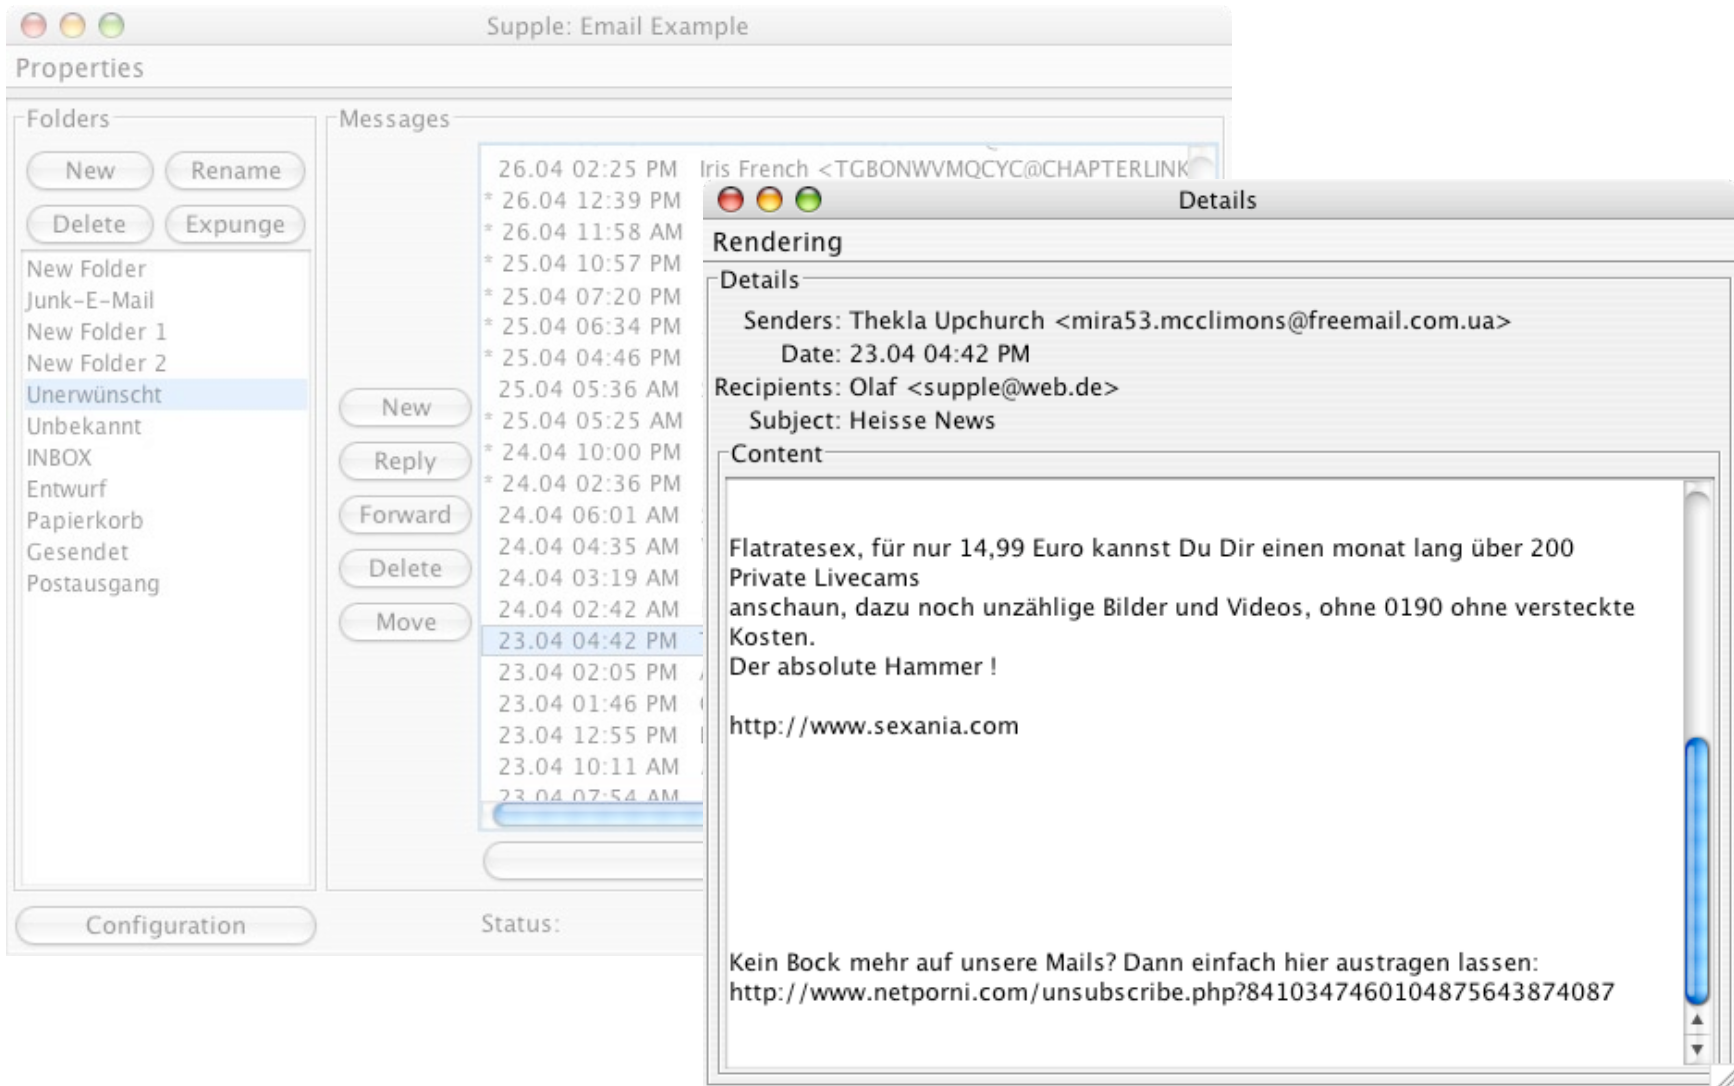 Supple: Email Example
Properties
Folders
New
Rename
Delete
Expunge
New Folder
Junk-E-Mail
New Folder 1
New Folder 2
Unerwünscht
Unbekannt
INBOX
Entwurf
Papierkorb
Gesendet
Postausgang
Configuration
Messages
New
Reply
Forward
Delete
Move
26.04 02:25 PM Iris French <TGBONWVMQCYC@CHAPTERLINK
* 26.04 12:39 PM
* 26.04 11:58 AM
* 25.04 10:57 PM
* 25.04 07:20 PM
* 25.04 06:34 PM
* 25.04 04:46 PM
25.04 05:36 AM
* 25.04 05:25 AM
* 24.04 10:00 PM
* 24.04 02:36 PM
24.04 06:01 AM
24.04 04:35 AM
24.04 03:19 AM
24.04 02:42 AM
23.04 04:42 PM
23.04 02:05 PM
23.04 01:46 PM
23.04 12:55 PM
23.04 10:11 AM
23.04 07:54 AM
Status:
Details
Rendering
Details
Senders: Thekla Upchurch <mira53.mcclimons@freemail.com.ua>
Date: 23.04 04:42 PM
Recipients: Olaf <supple@web.de>
Subject: Heisse News
Content
Flatratesex, für nur 14,99 Euro kannst Du Dir einen monat lang über 200
Private Livecams
anschaun, dazu noch unzählige Bilder und Videos, ohne 0190 ohne versteckte
Kosten.
Der absolute Hammer !
http://www.sexania.com
Kein Bock mehr auf unsere Mails? Dann einfach hier austragen lassen:
http://www.netporni.com/unsubscribe.php?84103474601048756438740​87